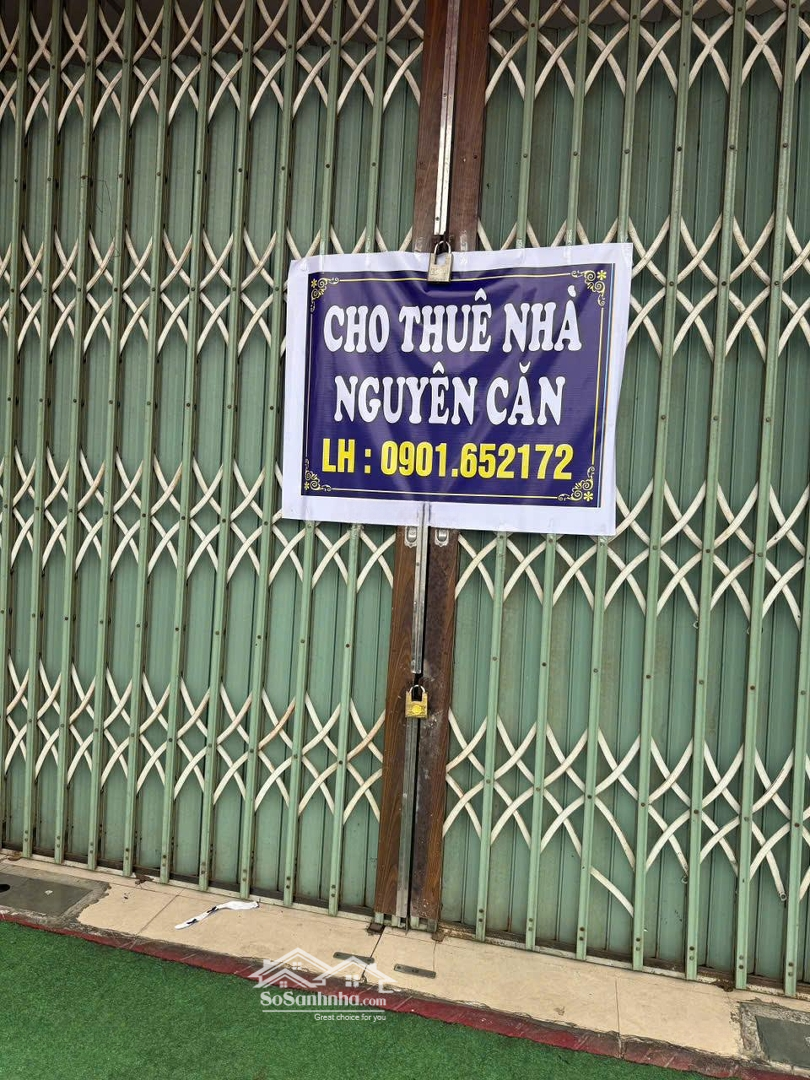 CHO THUÊ NHÀ
NGUYÊN CĂN
LH : 0901.652172
SoSanhnha.com
Great choice for you